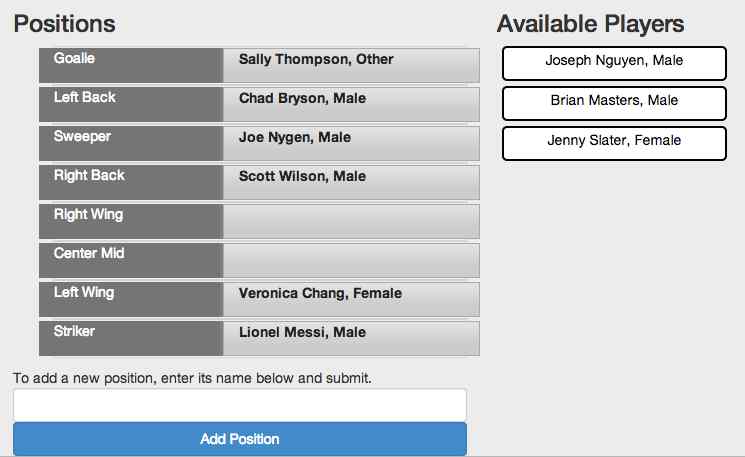 Positions
Goalie Sally Thompson, Other
Left Back Chad Bryson, Male
Sweeper Joe Nygen, Male
Right Back Scott Wilson, Male
Right Wing
Center Mid
Left Wing Veronica Chang, Female
Striker Lionel Messi, Male
To add a new position, enter its name below and submit.
Add Position
Available Players
Joseph Nguyen, Male
Brian Masters, Male
Jenny Slater, Female